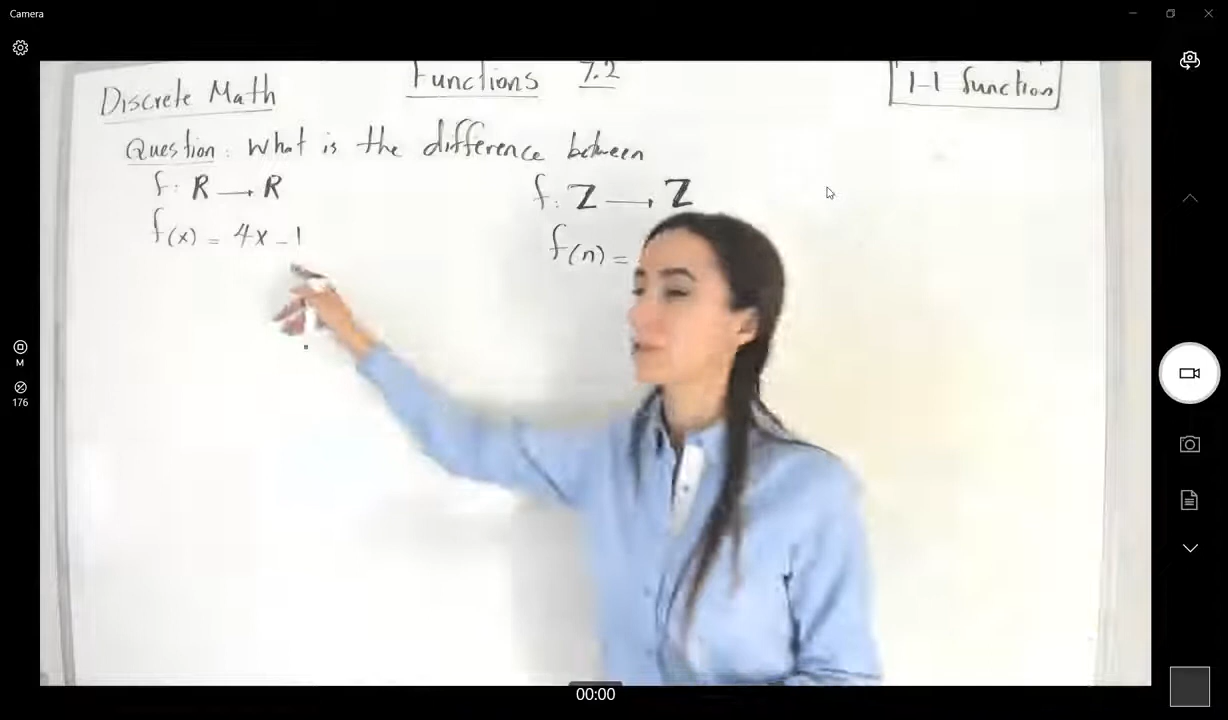 Camera
Discrete Math
Functions 7.2
1-1 function
Question: What is the difference between
f: R → R
f(x) = 4x - 1
f: Z → Z
f(n) =
M
176
00:00